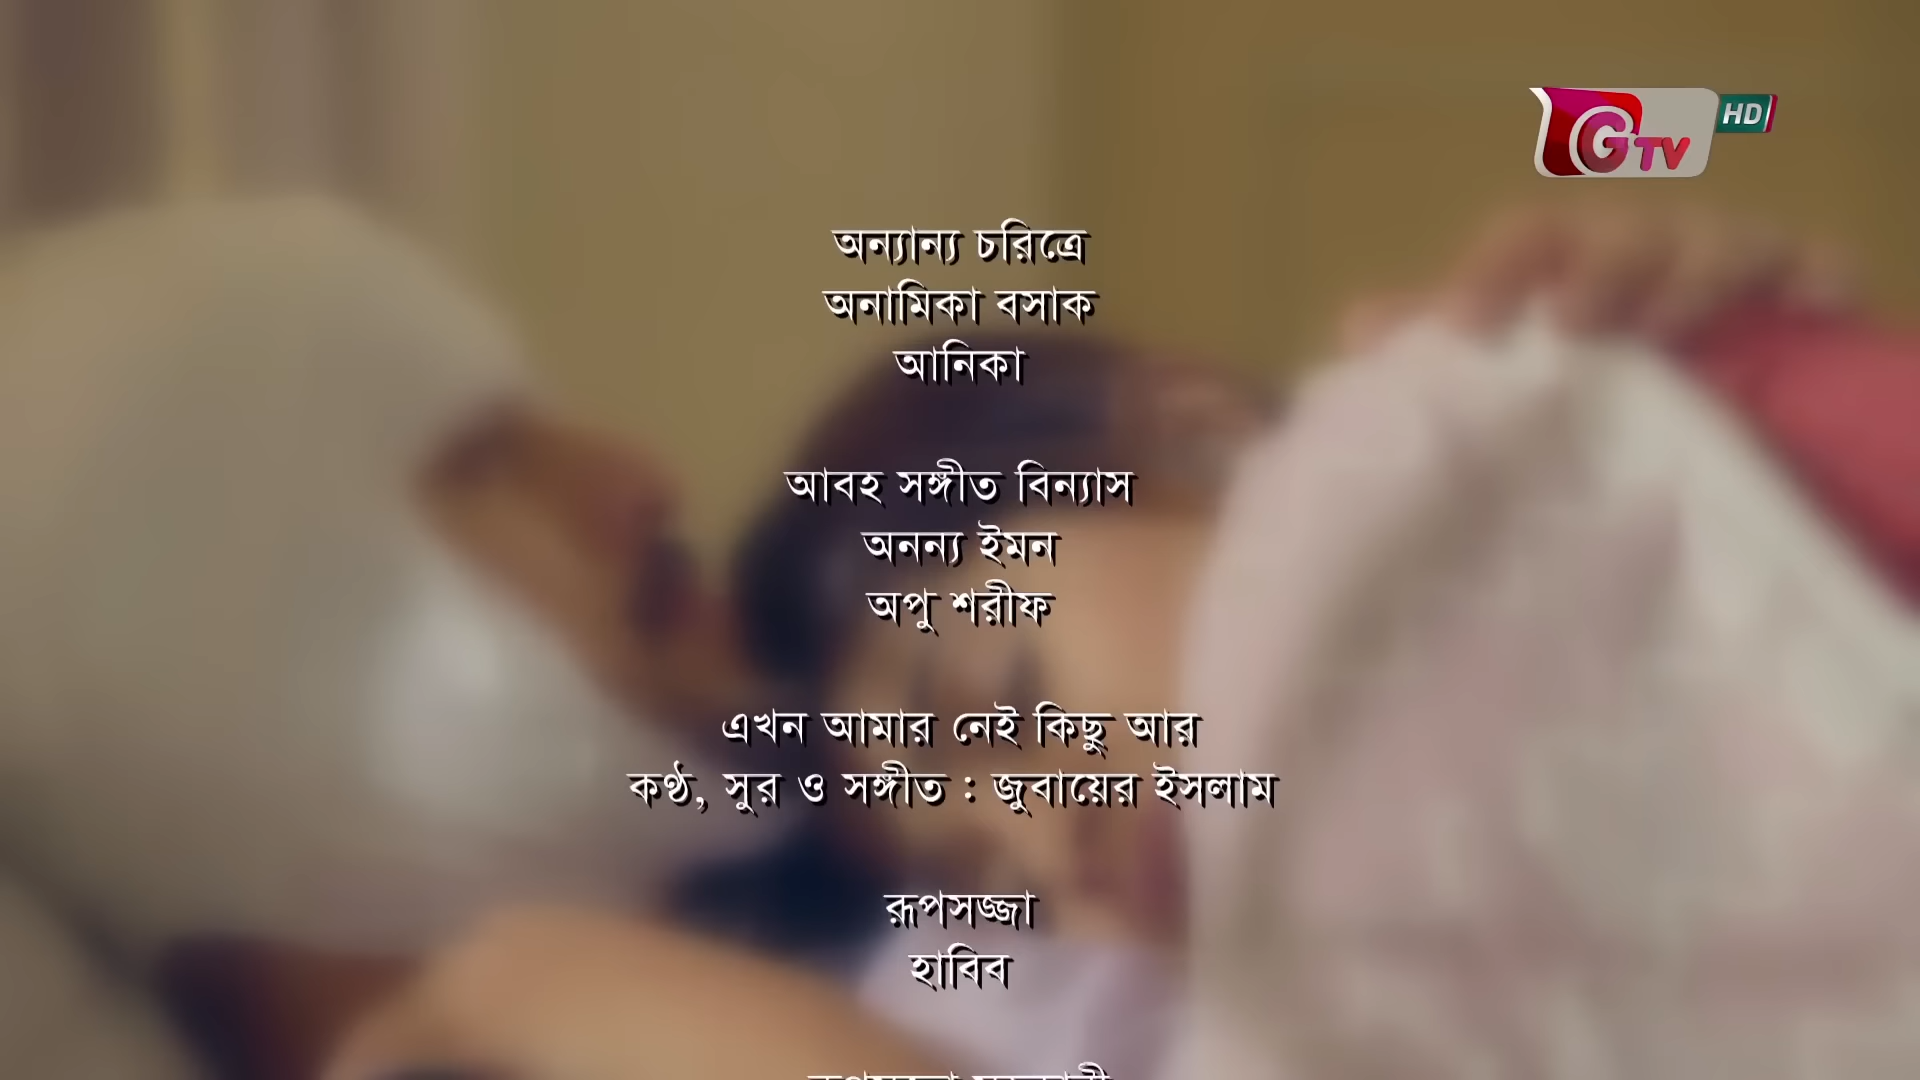 GTV HD
অন্যান্য চরিত্রে
অনামিকা বসাক
আনিকা
আবহ সঙ্গীত বিন্যাস
অনন্য ইমন
অপু শরীফ
এখন আমার নেই কিছু আর
কণ্ঠ, সুর ও সঙ্গীত : জুবায়ের ইসলাম
রূপসজ্জা
হাবিব